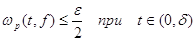 ω_p(t, f) ≤ ε/2 при t ∈ (0, δ)